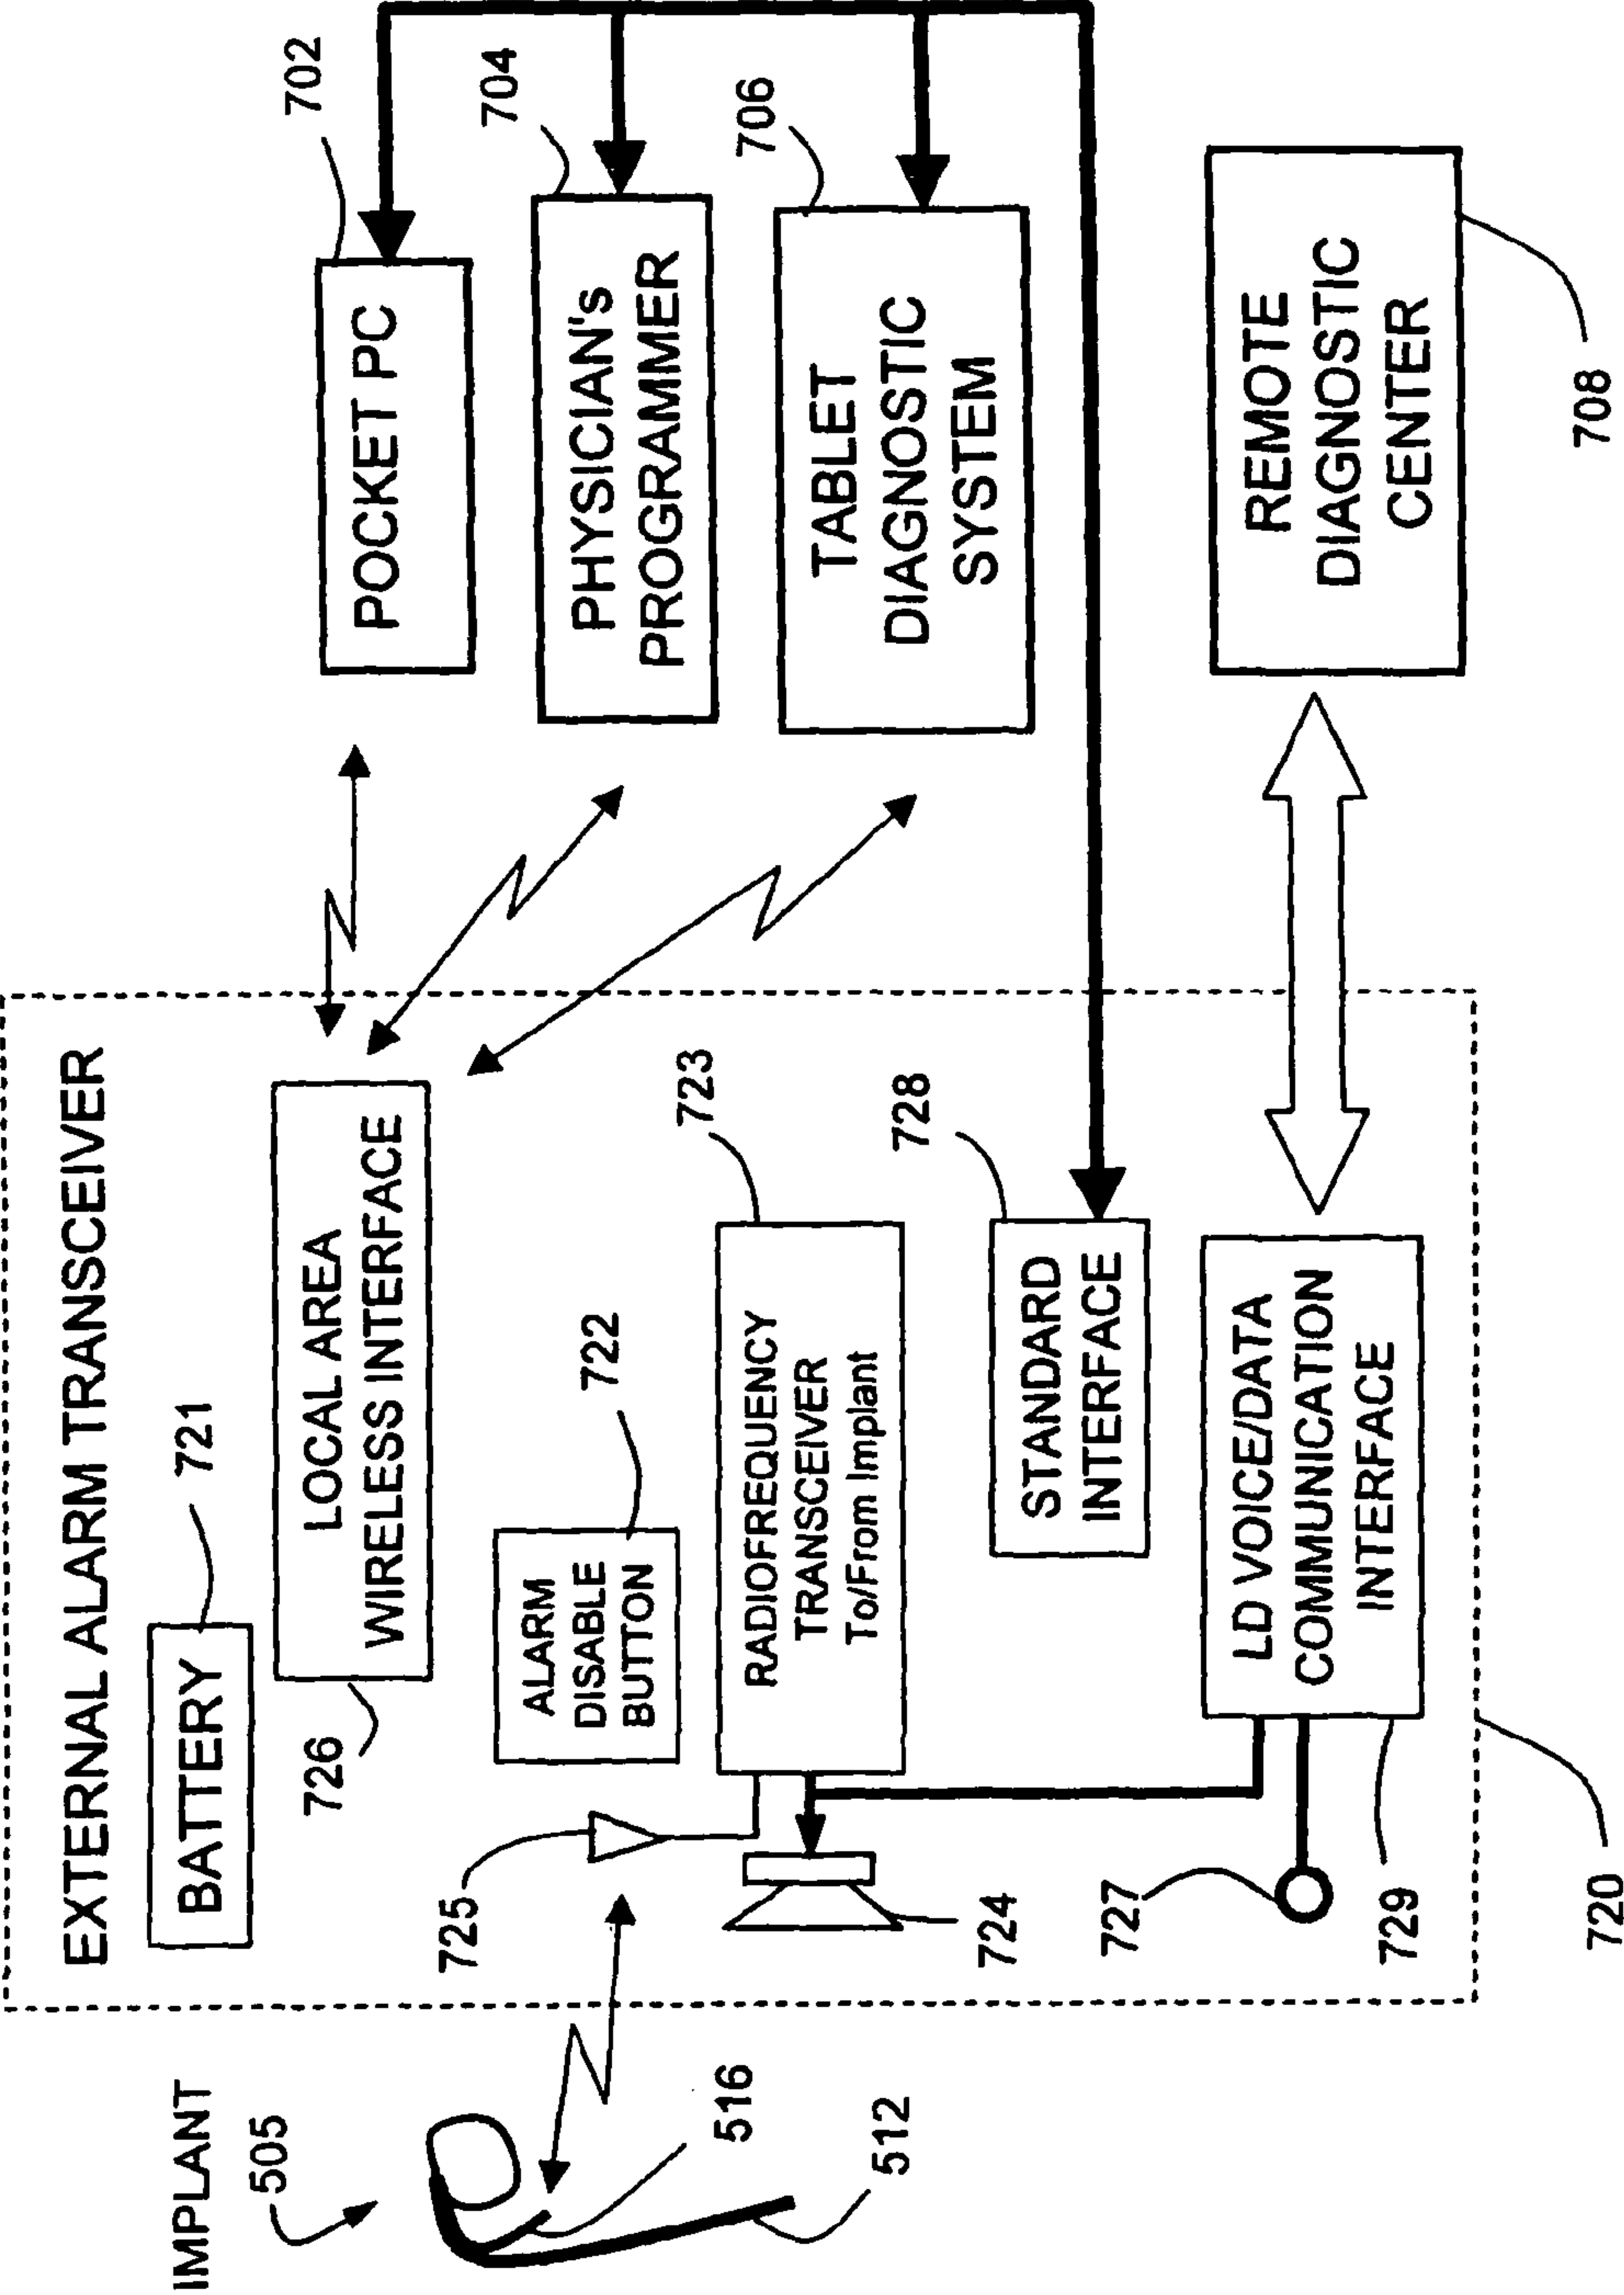 IMPLANT
505
516
512
EXTERNAL ALARM TRANSCEIVER
BATTERY
721
LOCAL AREA
WIRELESS INTERFACE
726
ALARM
DISABLE
BUTTON
722
725
RADIOFREQUENCY
TRANSCEIVER
To/From Implant
723
724
STANDARD
INTERFACE
728
LD VOICE/DATA
COMMUNICATION
INTERFACE
727
729
720
POCKET PC
702
PHYSICIAN's
PROGRAMMER
704
TABLET
DIAGNOSTIC
SYSTEM
706
REMOTE
DIAGNOSTIC
CENTER
708